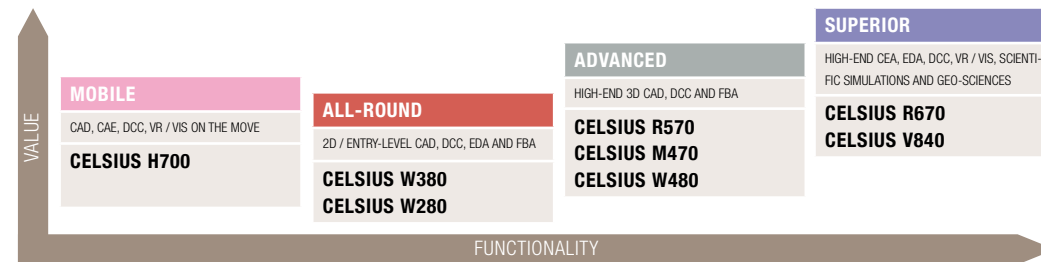 VALUE
MOBILE
CAD, CAE, DCC, VR / VIS ON THE MOVE
CELSIUS H700
ALL-ROUND
2D / ENTRY-LEVEL CAD, DCC, EDA AND FBA
CELSIUS W380
CELSIUS W280
ADVANCED
HIGH-END 3D CAD, DCC AND FBA
CELSIUS R570
CELSIUS M470
CELSIUS W480
SUPERIOR
HIGH-END CEA, EDA, DCC, VR / VIS, SCIENTI-
FIC SIMULATIONS AND GEO-SCIENCES
CELSIUS R670
CELSIUS V840
FUNCTIONALITY